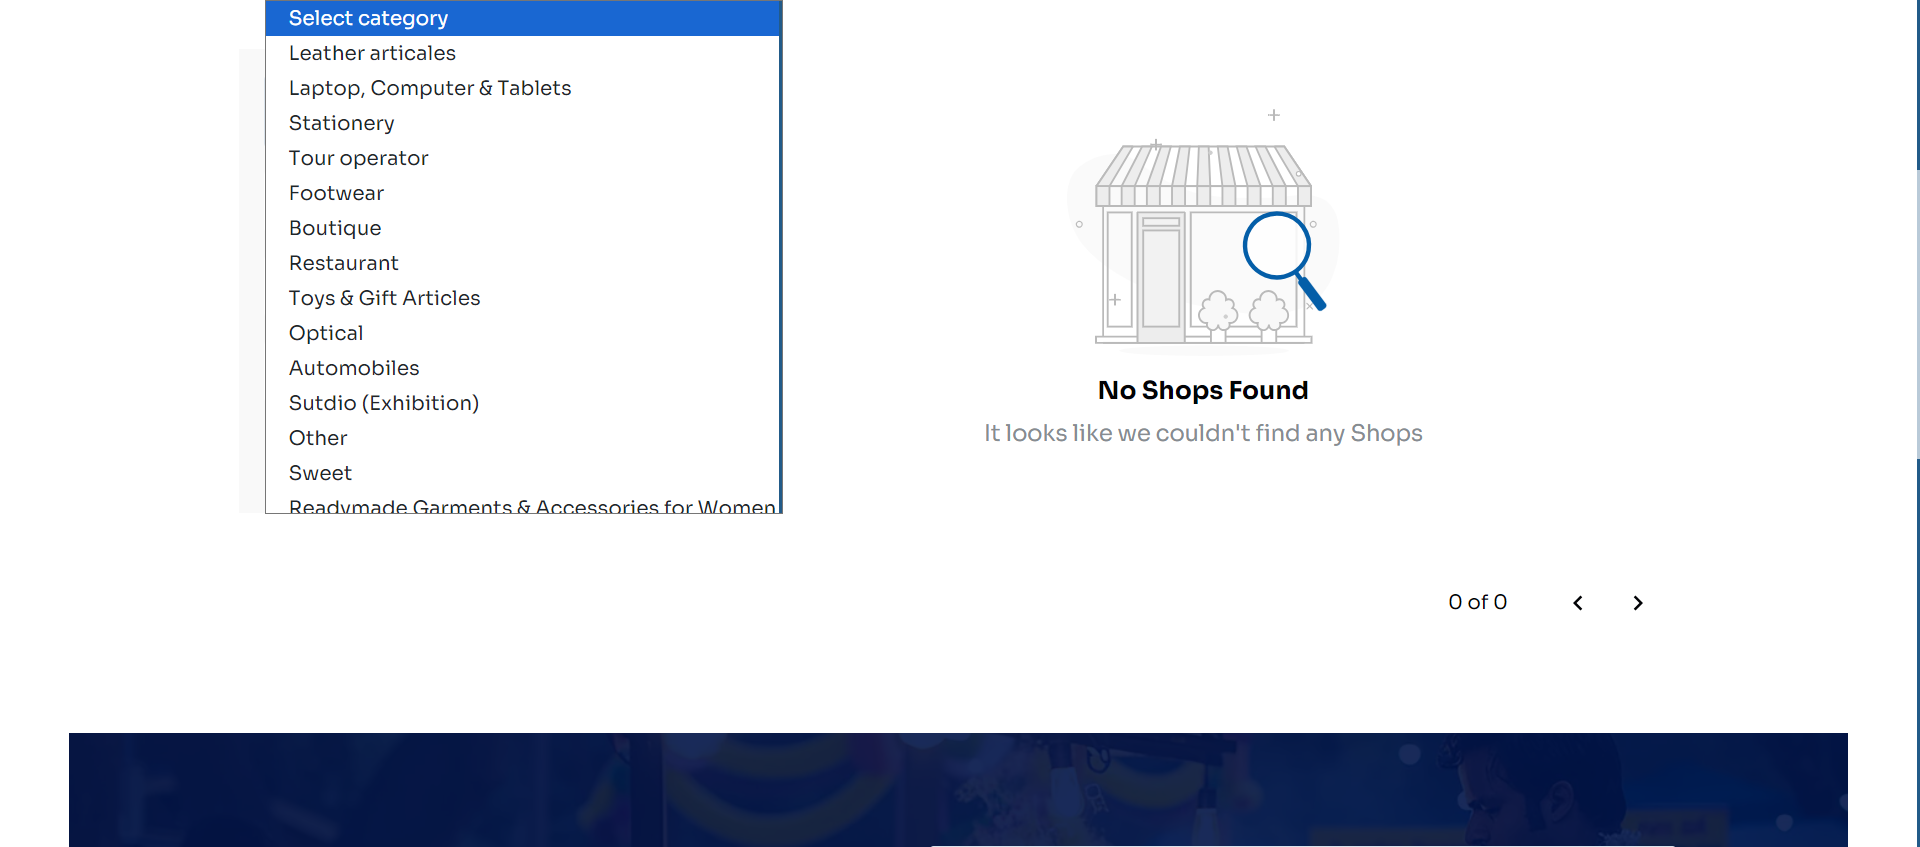 Select category
Leather articales
Laptop, Computer & Tablets
Stationery
Tour operator
Footwear
Boutique
Restaurant
Toys & Gift Articles
Optical
Automobiles
Sutdio (Exhibition)
Other
Sweet
Readymade Garments & Accessories for Women
No Shops Found
It looks like we couldn't find any Shops
0 of 0